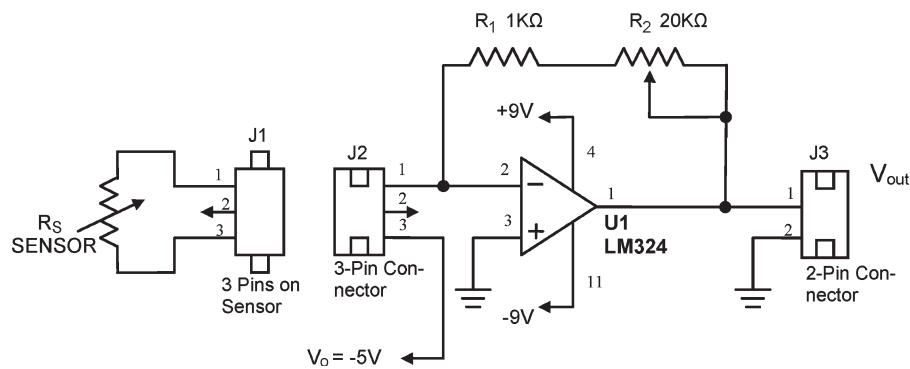 R1 1KΩ
R2 20KΩ
+9V
J1
J2
J3
4
1
1
2
1
1
Vout
2
2
RS
SENSOR
3
3
3
U1
LM324
2
3 Pins on
Sensor
3-Pin Con-
nector
11
-9V
2-Pin Con-
nector
Vo = -5V